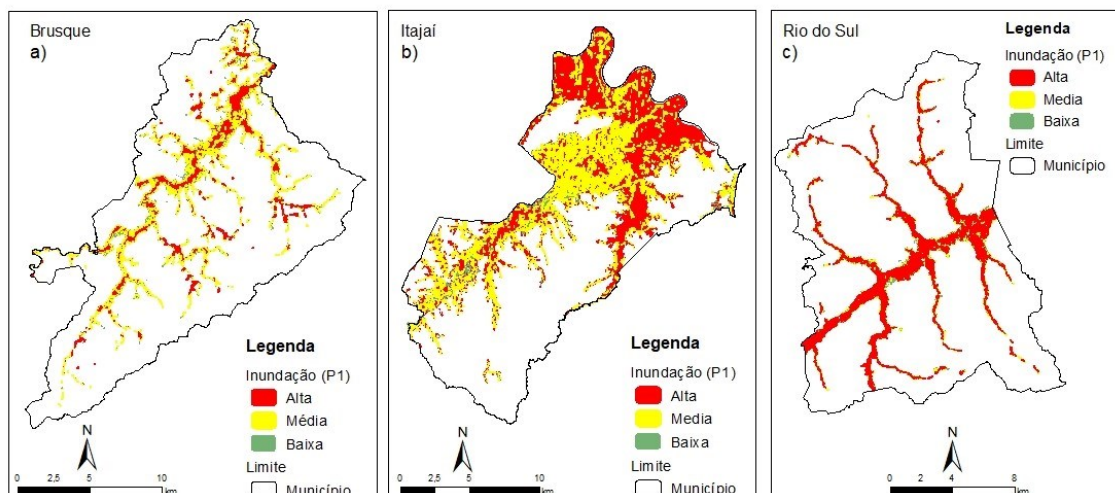 Brusque
a)
Legenda
Inundação (P1)
Alta
Média
Baixa
Limite
Município
N
0 2,5 5 10
km
Itajaí
b)
Legenda
Inundação (P1)
Alta
Media
Baixa
Limite
Município
N
0 2,5 5 10
km
Rio do Sul
c)
Legenda
Inundação (P1)
Alta
Media
Baixa
Limite
Município
N
0 2 4 8
km